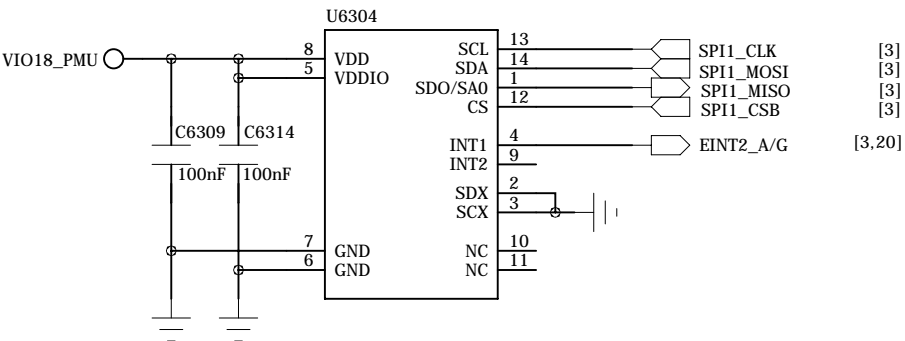 U6304
VIO18_PMU
8 VDD
5 VDDIO
SCL 13 SPI1_CLK [3]
SDA 14 SPI1_MOSI [3]
SDO/SA0 1 SPI1_MISO [3]
CS 12 SPI1_CSB [3]
C6309 C6314
100nF 100nF
INT1 4 EINT2_A/G [3,20]
INT2 9
SDX 2
SCX 3
7 GND
6 GND
NC 10
NC 11